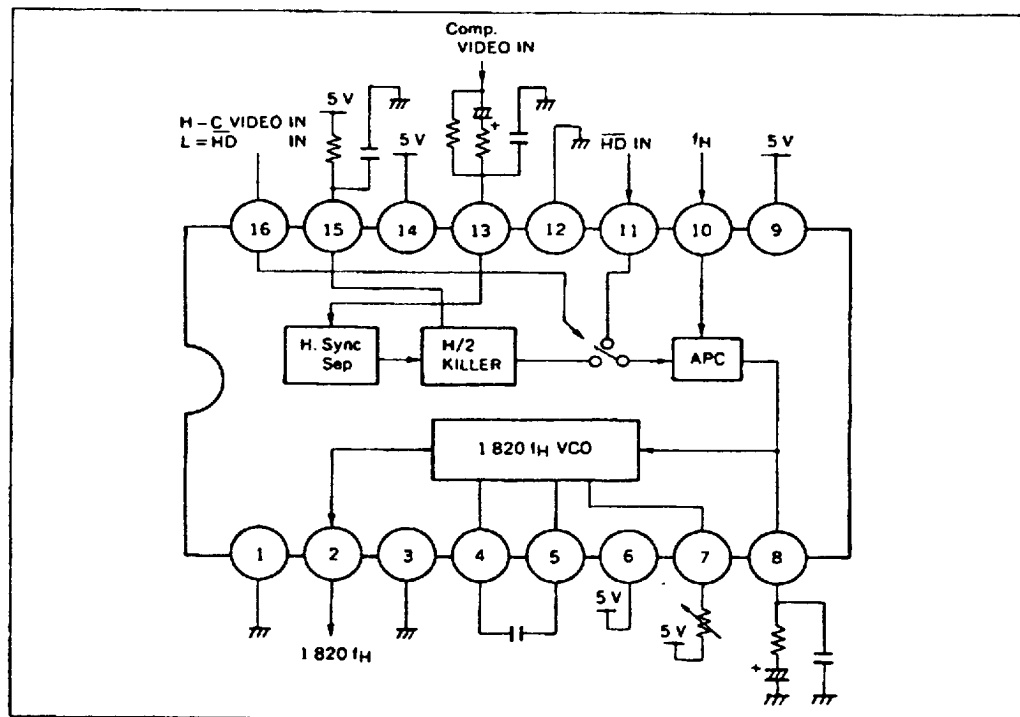 Comp.
VIDEO IN
5 V
H – C VIDEO IN
L = H̅D̅ IN
5 V
H̅D̅ IN
fH
5 V
16
15
14
13
12
11
10
9
H. Sync
Sep
H/2
KILLER
APC
1 820 fH VCO
1
2
3
4
5
6
7
8
5 V
5 V
+
+
1 820 fH